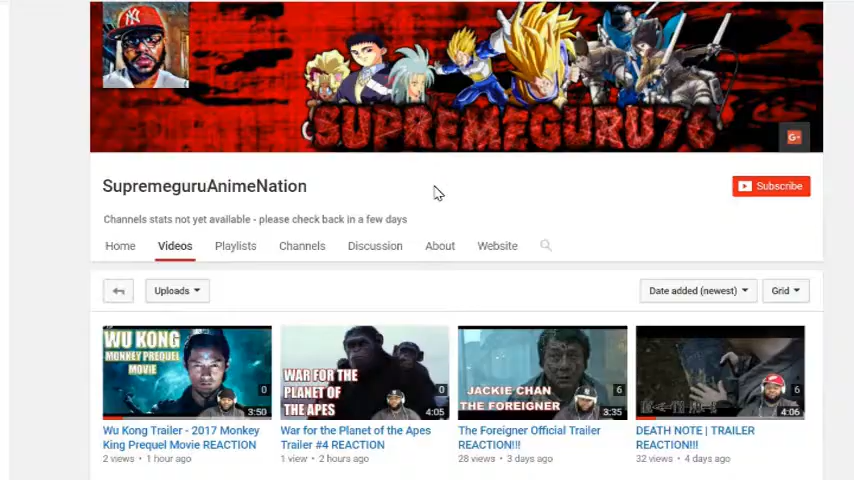 SUPREMEGURU76
G+
SupremeguruAnimeNation
Subscribe
Channels stats not yet available - please check back in a few days
Home Videos Playlists Channels Discussion About Website
Uploads Date added (newest) Grid
WU KONG
MONKEY PREQUEL
MOVIE
0
3:50
WAR FOR THE
PLANET OF
THE APES
0
4:05
JACKIE CHAN
THE FOREIGNER
6
3:35
6
4:06
Wu Kong Trailer - 2017 Monkey
King Prequel Movie REACTION
2 views • 1 hour ago
War for the Planet of the Apes
Trailer #4 REACTION
1 view • 2 hours ago
The Foreigner Official Trailer
REACTION!!!
28 views • 3 days ago
DEATH NOTE | TRAILER
REACTION!!!
32 views • 4 days ago